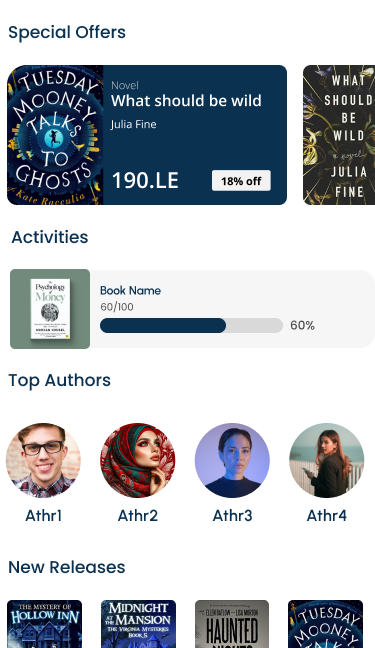 Special Offers
TUESDAY
MOONEY
TALKS
TO
GHOSTS
Kate Racculia
Novel
What should be wild
Julia Fine
190.LE
18% off
WHAT
SHOULD
BE
WILD
a novel
JULIA
FINE
Activities
The
Psychology
of Money
MORGAN HOUSEL
Book Name
60/100
60%
Top Authors
Athr1
Athr2
Athr3
Athr4
New Releases
THE MYSTERY OF
HOLLOW INN
MIDNIGHT
AT THE
MANSION
THE VIRGINIA MYSTERIES
BOOK 5
ELLEN DATLOW and LISA MORTON
HAUNTED
NIGHTS
TUESDAY
MOONEY
TALKS